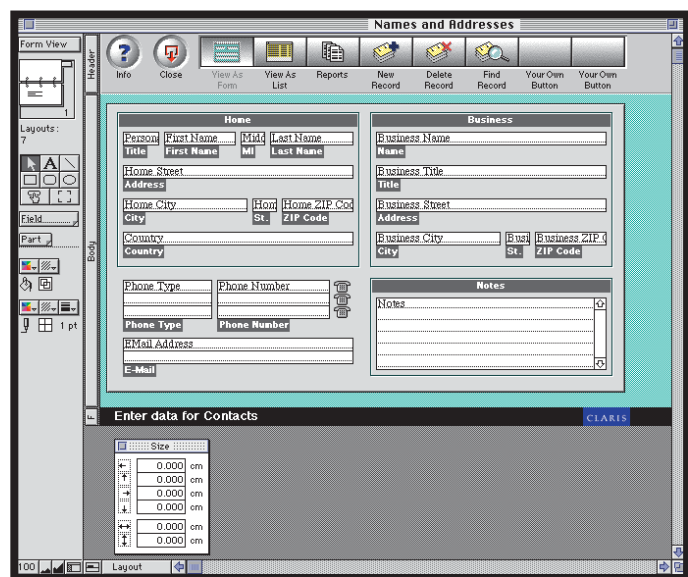 Names and Addresses
Form View
1
Layouts:
7
A
Field...
Part
1 pt
Header
Body
F
Info
Close
View As Form
View As List
Reports
New Record
Delete Record
Find Record
Your Own Button
Your Own Button
Home
Person First Name Midd Last Name
Title First Name MI Last Name
Home Street
Address
Home City Hom Home ZIP Cod
City St. ZIP Code
Country
Country
Business
Business Name
Name
Business Title
Title
Business Street
Address
Business City Busi Business ZIP C
City St. ZIP Code
Phone Type Phone Number
Phone Type Phone Number
EMail Address
E-Mail
Notes
Notes
Enter data for Contacts
CLARIS
Size
0.000 cm
0.000 cm
0.000 cm
0.000 cm
0.000 cm
0.000 cm
100
Layout